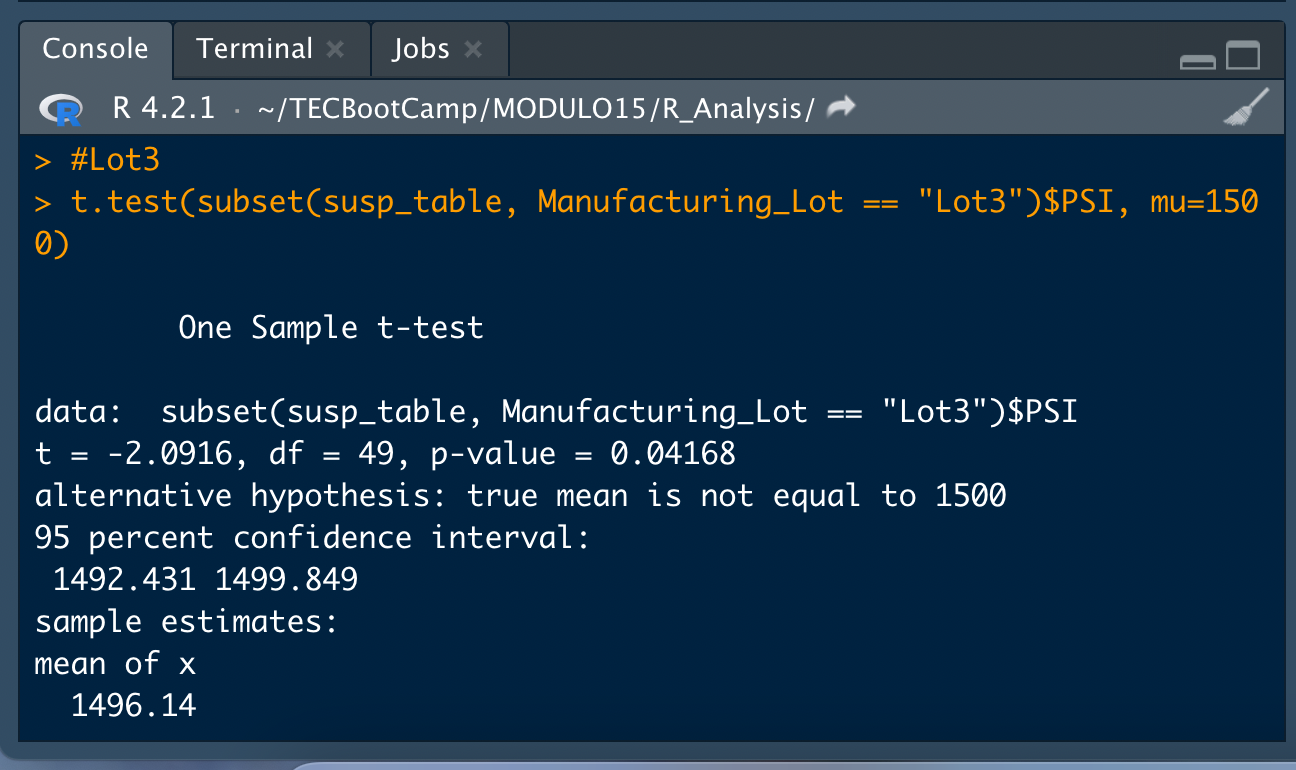 Console Terminal Jobs
R 4.2.1 · ~/TECBootCamp/MODULO15/R_Analysis/
> #Lot3
> t.test(subset(susp_table, Manufacturing_Lot == "Lot3")$PSI, mu=150
0)
One Sample t-test
data:  subset(susp_table, Manufacturing_Lot == "Lot3")$PSI
t = -2.0916, df = 49, p-value = 0.04168
alternative hypothesis: true mean is not equal to 1500
95 percent confidence interval:
 1492.431 1499.849
sample estimates:
mean of x
  1496.14